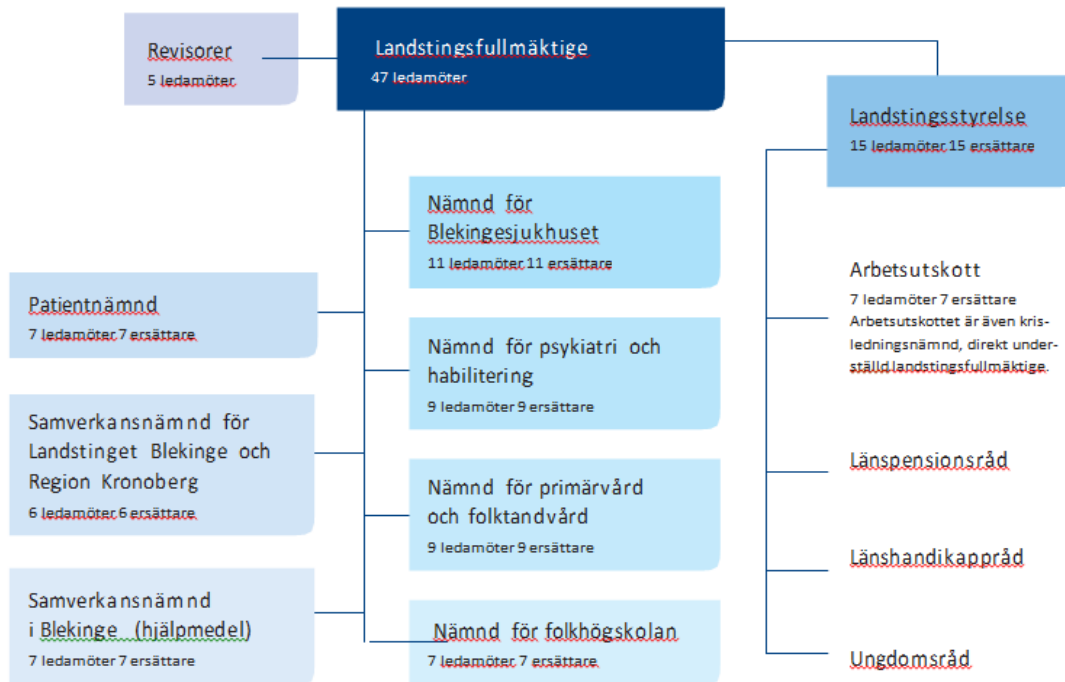 Revisorer
5 ledamöter.
Landstingsfullmäktige
47 ledamöter
Landstingsstyrelse
15 ledamöter 15 ersättare
Nämnd för
Blekingesjukhuset
11 ledamöter 11 ersättare
Patientnämnd
7 ledamöter 7 ersättare
Nämnd för psykiatri och
habilitering
9 ledamöter 9 ersättare
Samverkansnämnd för
Landstinget Blekinge och
Region Kronoberg
6 ledamöter 6 ersättare
Nämnd för primärvård
och folktandvård
9 ledamöter 9 ersättare
Samverkansnämnd
i Blekinge (hjälpmedel)
7 ledamöter 7 ersättare
Nämnd för folkhögskolan
7 ledamöter 7 ersättare
Arbetsutskott
7 ledamöter 7 ersättare
Arbetsutskottet är även kris-
ledningsnämnd, direkt under-
ställd landstingsfullmäktige.
Länspensionsråd
Länshandikappråd
Ungdomsråd